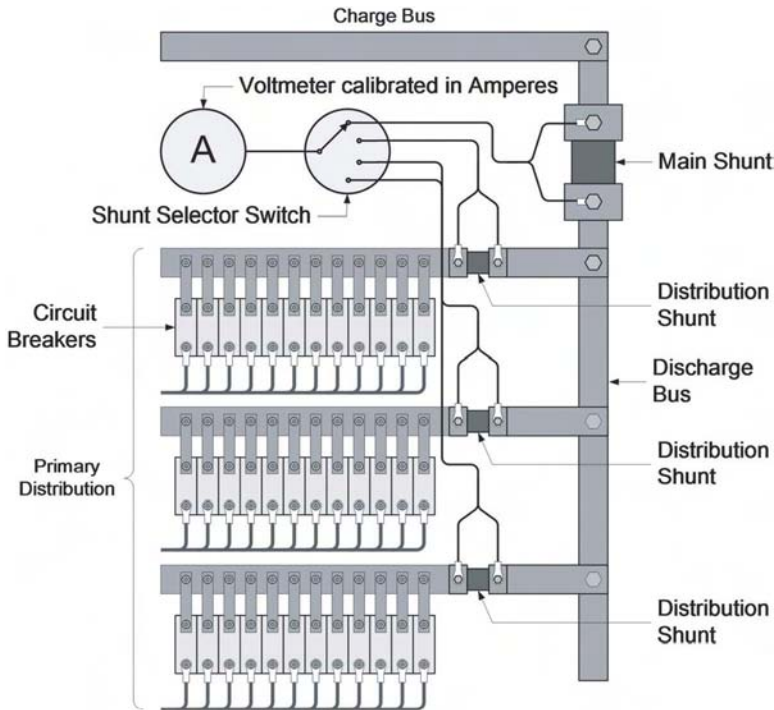 Charge Bus
Voltmeter calibrated in Amperes
A
Main Shunt
Shunt Selector Switch
Circuit
Breakers
Distribution
Shunt
Discharge
Bus
Distribution
Shunt
Primary
Distribution
Distribution
Shunt